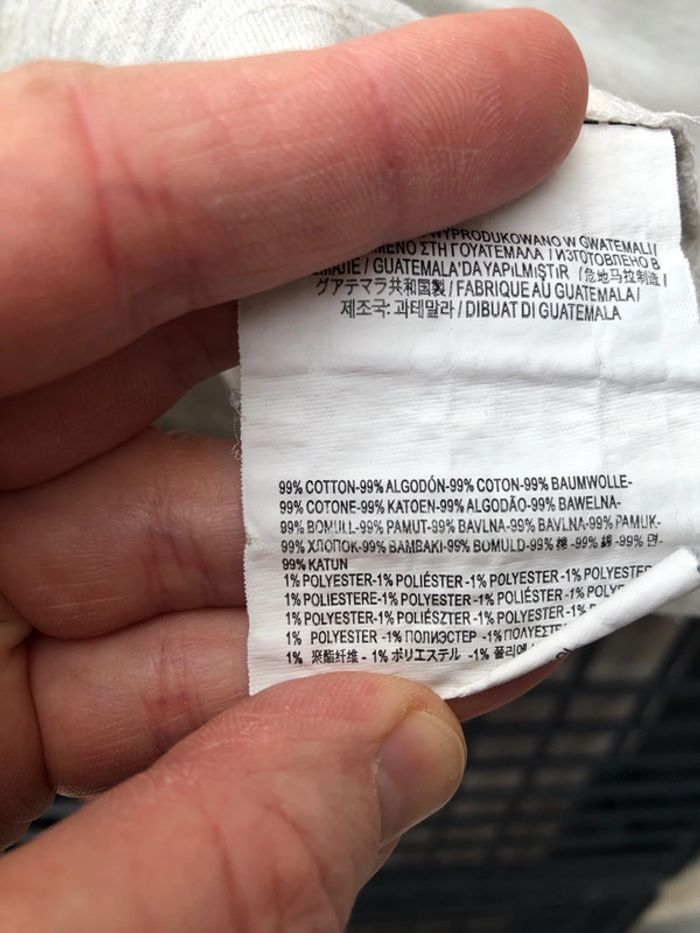 WYPRODUKOWANO W GWATEMALI/
ΣΤΗ ΓΟΥΑΤΕΜΑΛΑ / ИЗГОТОВЛЕНО В
/ GUATEMALA'DA YAPıLMıŞTıR (危地马拉制造/
グアテマラ共和国製 / FABRIQUE AU GUATEMALA /
제조국: 과테말라 / DIBUAT DI GUATEMALA
99% COTTON-99% ALGODÓN-99% COTON-99% BAUMWOLLE-
99% COTONE-99% KATOEN-99% ALGODÃO-99% BAWELNA-
99% BOMULL-99% PAMUT-99% BAVLNA-99% BAVLNA-99% PAMUK-
99% ХЛОПОК-99% BAMBAKI-99% BOMULD-99% 棉 -99% 綿 -99% 면-
99% KATUN
1% POLYESTER-1% POLIÉSTER -1% POLYESTER -1% POLYESTER
1% POLIESTERE-1% POLYESTER -1% POLIÉSTER -1%
1% POLYESTER-1% POLIÉSZTER -1% POLYESTER -1%
1% POLYESTER -1% ПОЛИЭСТЕР -1%
1% 聚酯纤维 - 1% ポリエステル -1%